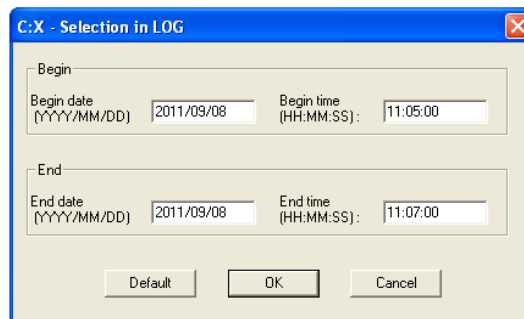 C:X - Selection in LOG
Begin
Begin date
(YYYY/MM/DD)
2011/09/08
Begin time
(HH:MM:SS) :
11:05:00
End
End date
(YYYY/MM/DD)
2011/09/08
End time
(HH:MM:SS) :
11:07:00
Default
OK
Cancel